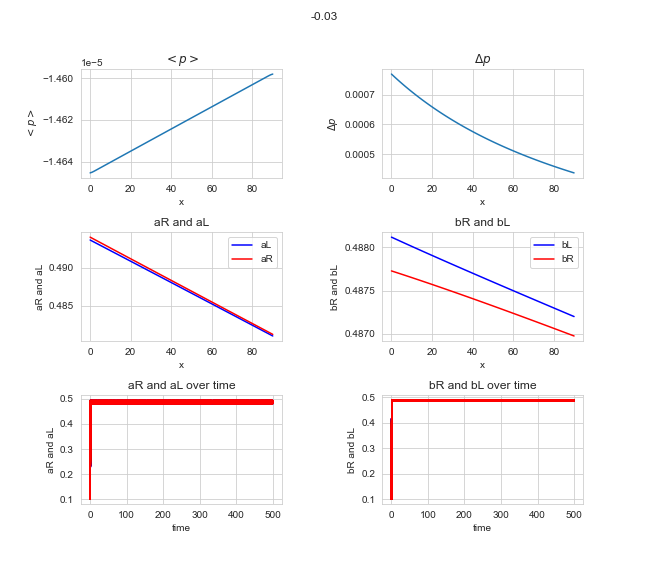 -0.03
< p >
Δp
1e−5
−1.460
−1.462
−1.464
< p >
0 20 40 60 80
x
0.0007
0.0006
0.0005
Δp
0 20 40 60 80
x
aR and aL
bR and bL
aL
aR
0.490
0.485
aR and aL
0 20 40 60 80
x
bL
bR
0.4880
0.4875
0.4870
bR and bL
0 20 40 60 80
x
aR and aL over time
bR and bL over time
0.5
0.4
0.3
0.2
0.1
aR and aL
0 100 200 300 400 500
time
0.5
0.4
0.3
0.2
0.1
bR and bL
0 100 200 300 400 500
time